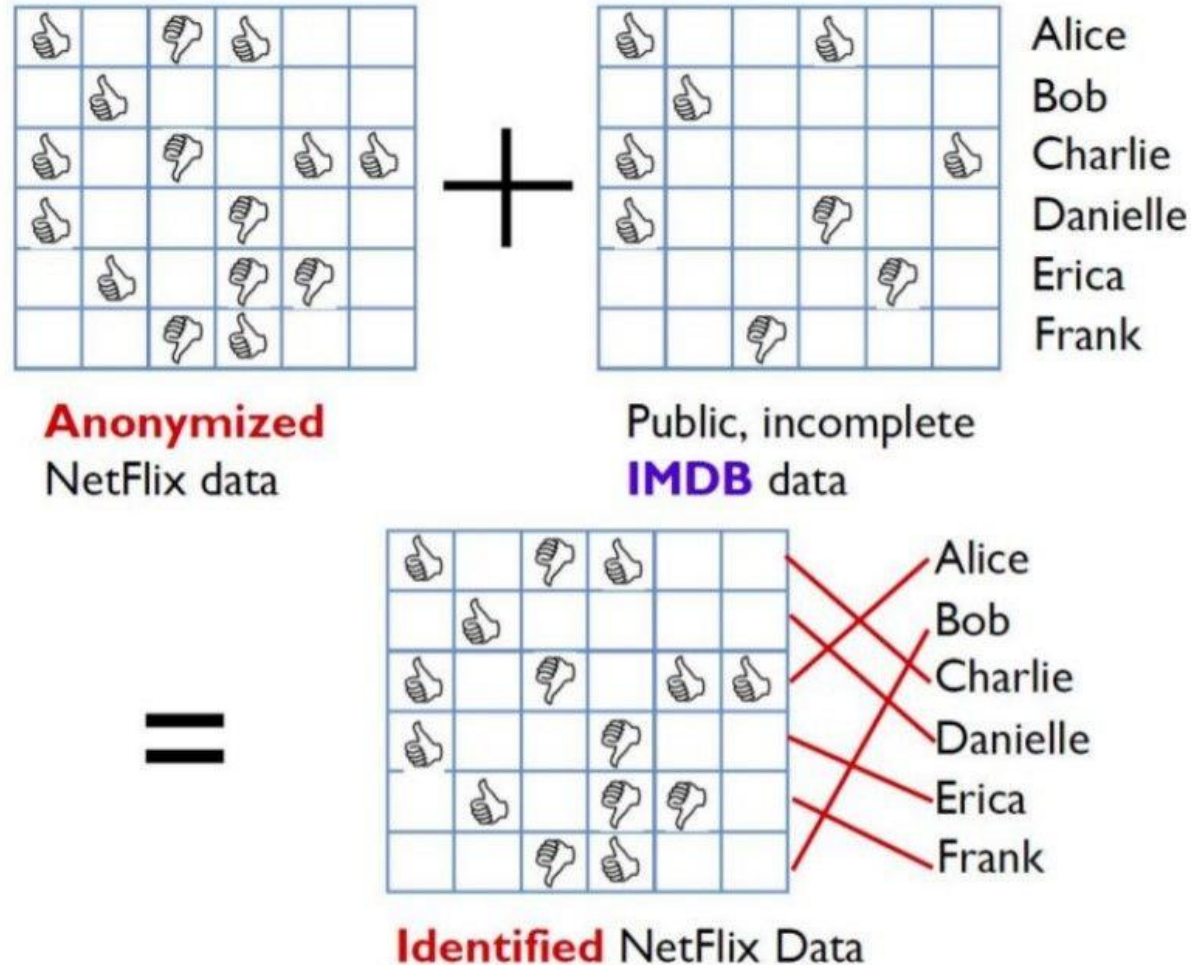 Alice
Bob
Charlie
Danielle
Erica
Frank
Anonymized
NetFlix data
Public, incomplete
IMDB data
Alice
Bob
Charlie
Danielle
Erica
Frank
Identified NetFlix Data